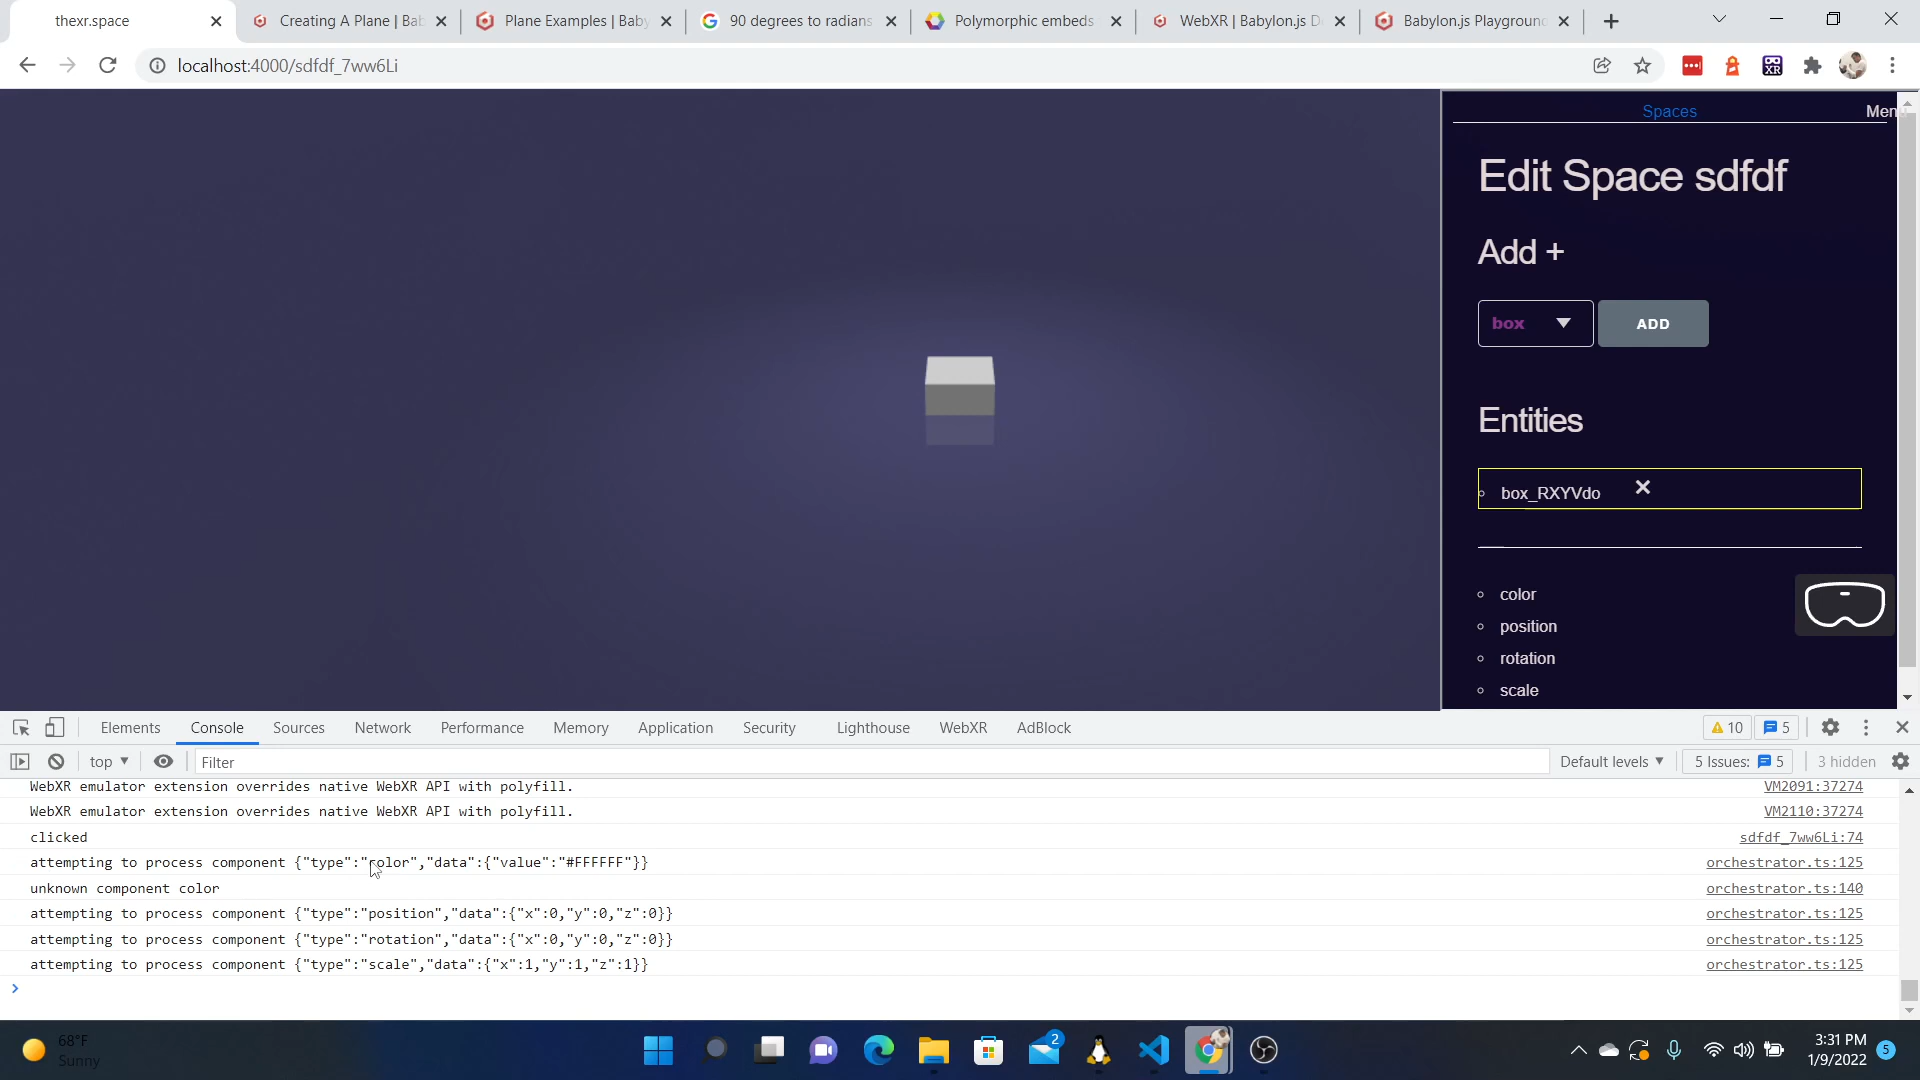 thexr.space
Creating A Plane | Bab
Plane Examples | Baby
90 degrees to radians
Polymorphic embeds
WebXR | Babylon.js D
Babylon.js Playground
localhost:4000/sdfdf_7ww6Li
XR
Spaces
Men
Edit Space sdfdf
Add +
box
ADD
Entities
box_RXYVdo
color
position
rotation
scale
Elements
Console
Sources
Network
Performance
Memory
Application
Security
Lighthouse
WebXR
AdBlock
10
5
top
Filter
Default levels
5 Issues: 5
3 hidden
WebXR emulator extension overrides native WebXR API with polyfill. VM2091:37274
WebXR emulator extension overrides native WebXR API with polyfill. VM2110:37274
clicked sdfdf_7ww6Li:74
attempting to process component {"type":"color","data":{"value":"#FFFFFF"}} orchestrator.ts:125
unknown component color orchestrator.ts:140
attempting to process component {"type":"position","data":{"x":0,"y":0,"z":0}} orchestrator.ts:125
attempting to process component {"type":"rotation","data":{"x":0,"y":0,"z":0}} orchestrator.ts:125
attempting to process component {"type":"scale","data":{"x":1,"y":1,"z":1}} orchestrator.ts:125
68°F
Sunny
2
3:31 PM
1/9/2022
5